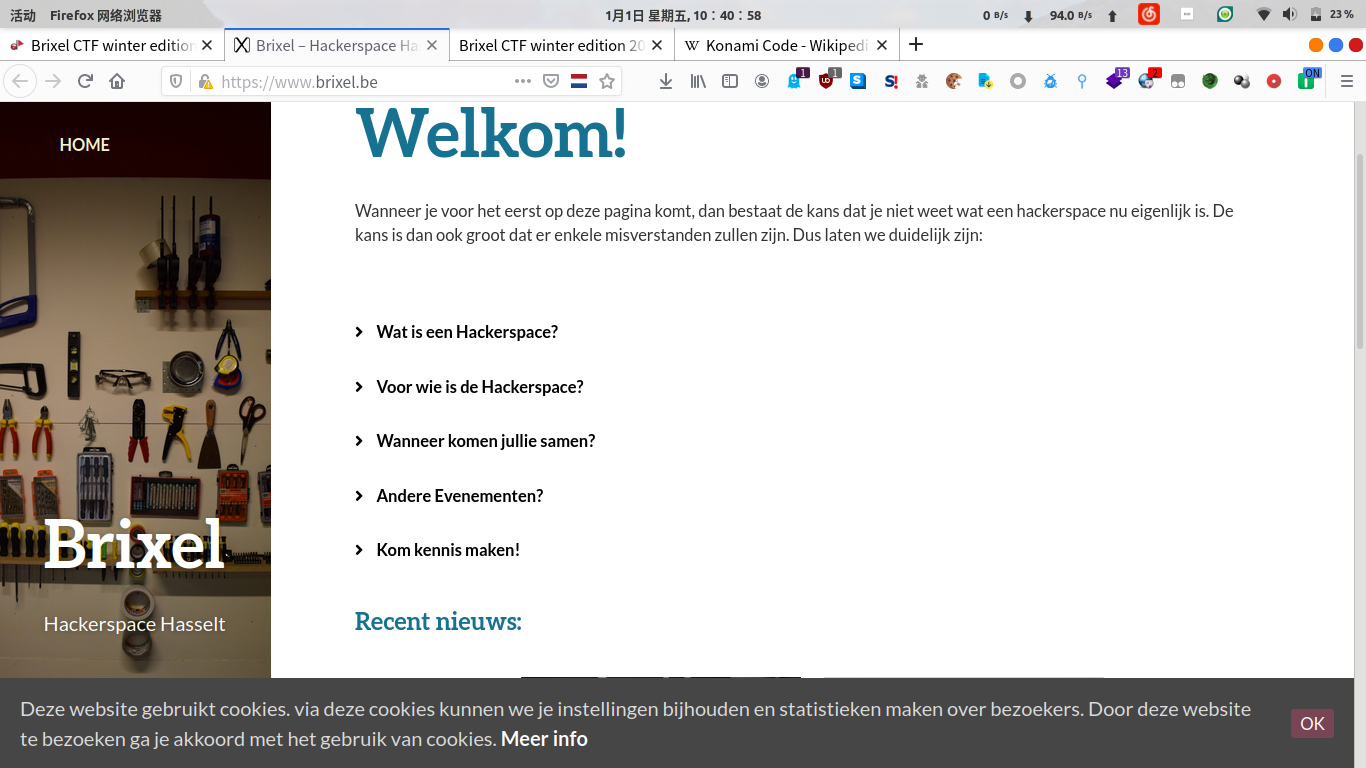 活动 Firefox 网络浏览器 1月1日 星期五, 10：40：58 0 B/s 94.0 B/s 23 %
Brixel CTF winter edition Brixel – Hackerspace Ha Brixel CTF winter edition 20 W Konami Code - Wikipedi
https://www.brixel.be 1 1 S S! 13 2 ON
HOME
Welkom!
Wanneer je voor het eerst op deze pagina komt, dan bestaat de kans dat je niet weet wat een hackerspace nu eigenlijk is. De
kans is dan ook groot dat er enkele misverstanden zullen zijn. Dus laten we duidelijk zijn:
Wat is een Hackerspace?
Voor wie is de Hackerspace?
Wanneer komen jullie samen?
Andere Evenementen?
Kom kennis maken!
Brixel
Hackerspace Hasselt
Recent nieuws:
Deze website gebruikt cookies. via deze cookies kunnen we je instellingen bijhouden en statistieken maken over bezoekers. Door deze website
te bezoeken ga je akkoord met het gebruik van cookies. Meer info
OK